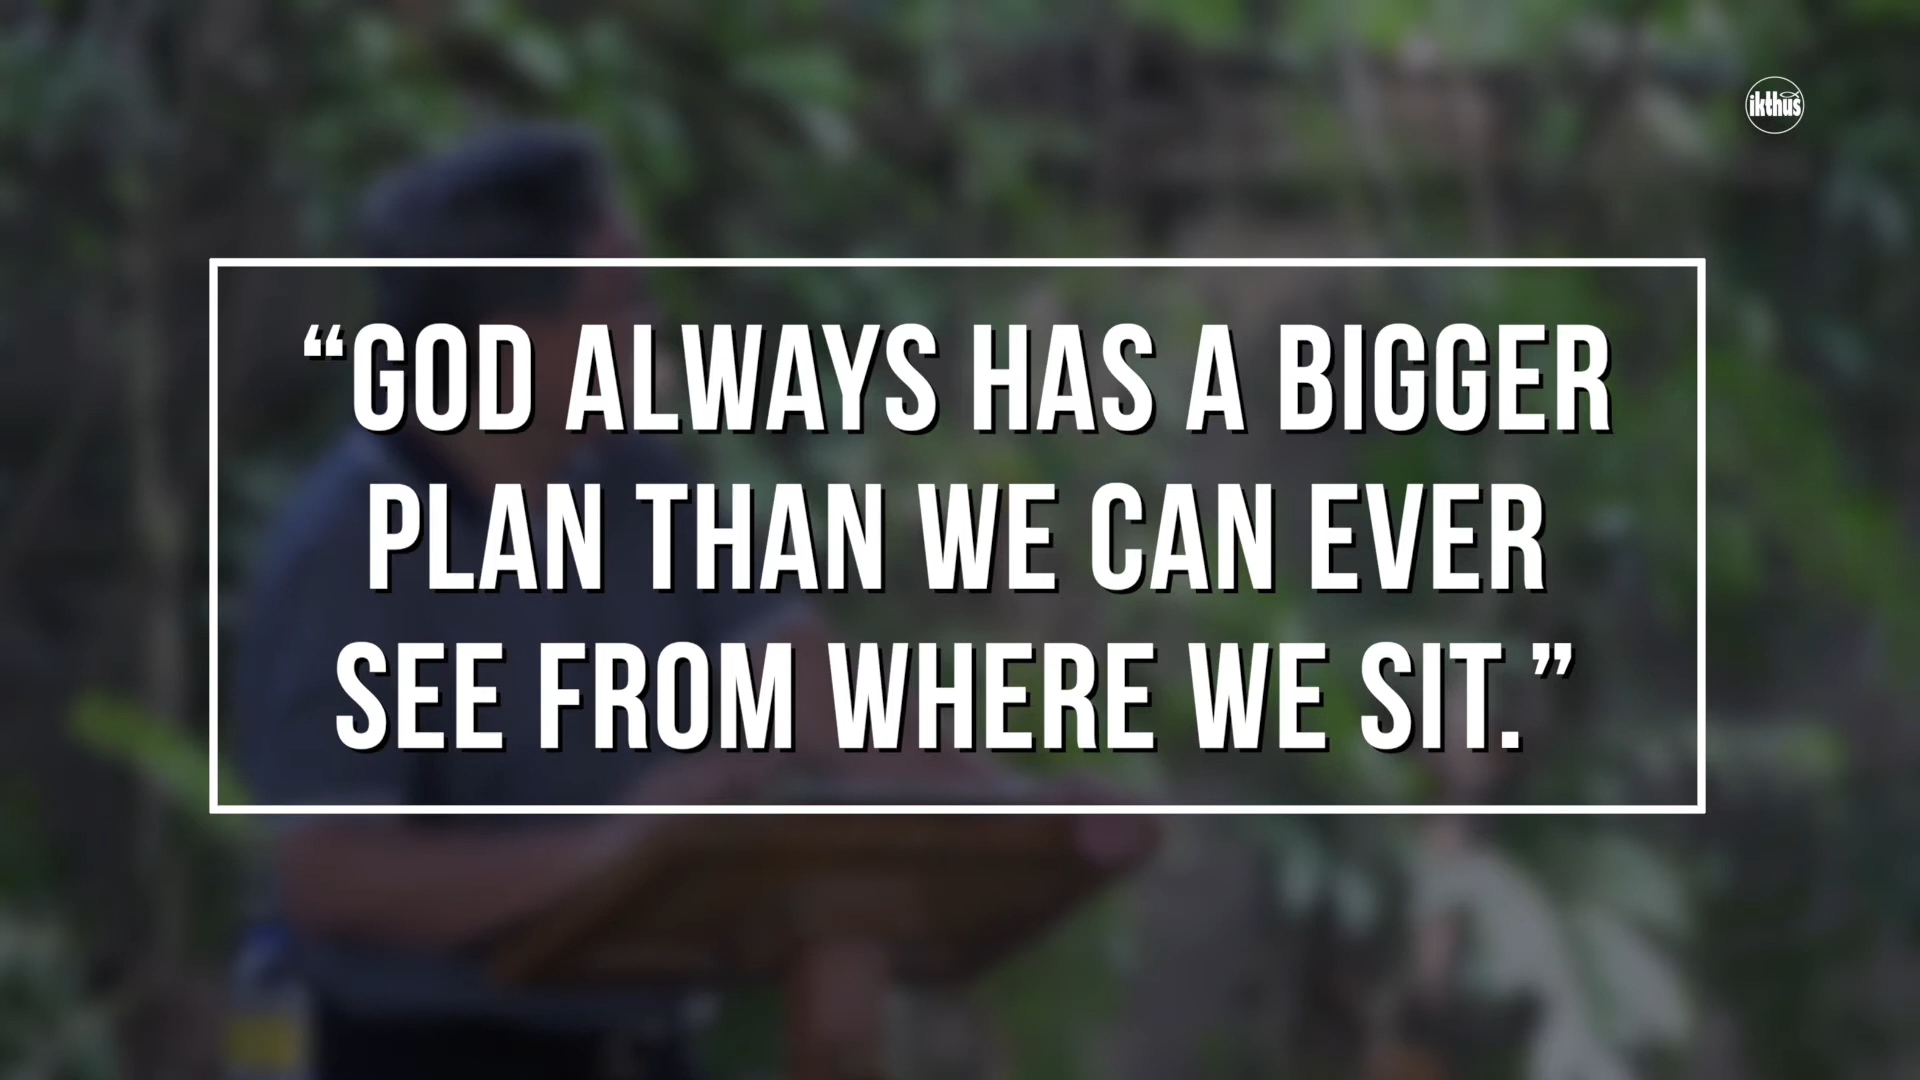 ikthus
“GOD ALWAYS HAS A BIGGER
PLAN THAN WE CAN EVER
SEE FROM WHERE WE SIT.”